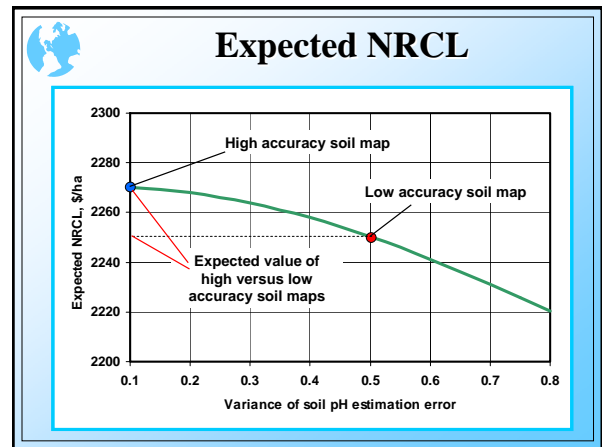 Expected NRCL
Expected NRCL, $/ha
2300
2280
2260
2240
2220
2200
High accuracy soil map
Low accuracy soil map
Expected value of
high versus low
accuracy soil maps
0.1 0.2 0.3 0.4 0.5 0.6 0.7 0.8
Variance of soil pH estimation error